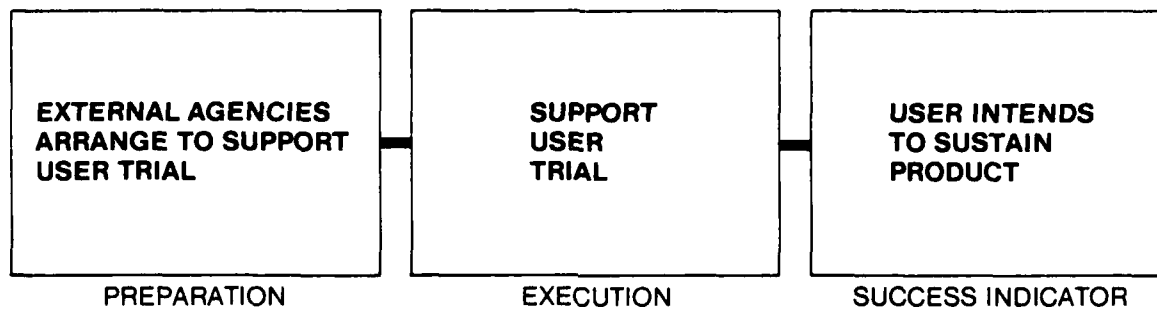 EXTERNAL AGENCIES
ARRANGE TO SUPPORT
USER TRIAL
SUPPORT
USER
TRIAL
USER INTENDS
TO SUSTAIN
PRODUCT
PREPARATION
EXECUTION
SUCCESS INDICATOR